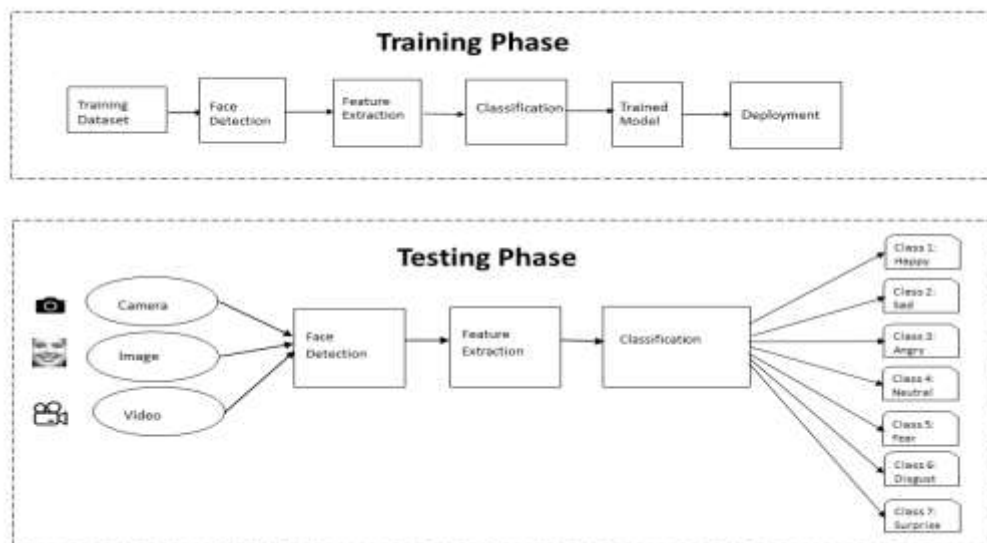 Training Phase
Training
Dataset
Face
Detection
Feature
Extraction
Classification
Trained
Model
Deployment
Testing Phase
Camera
Image
Video
Face
Detection
Feature
Extraction
Classification
Class 1:
Happy
Class 2:
Sad
Class 3:
Angry
Class 4:
Neutral
Class 5:
Fear
Class 6:
Disgust
Class 7:
Surprise